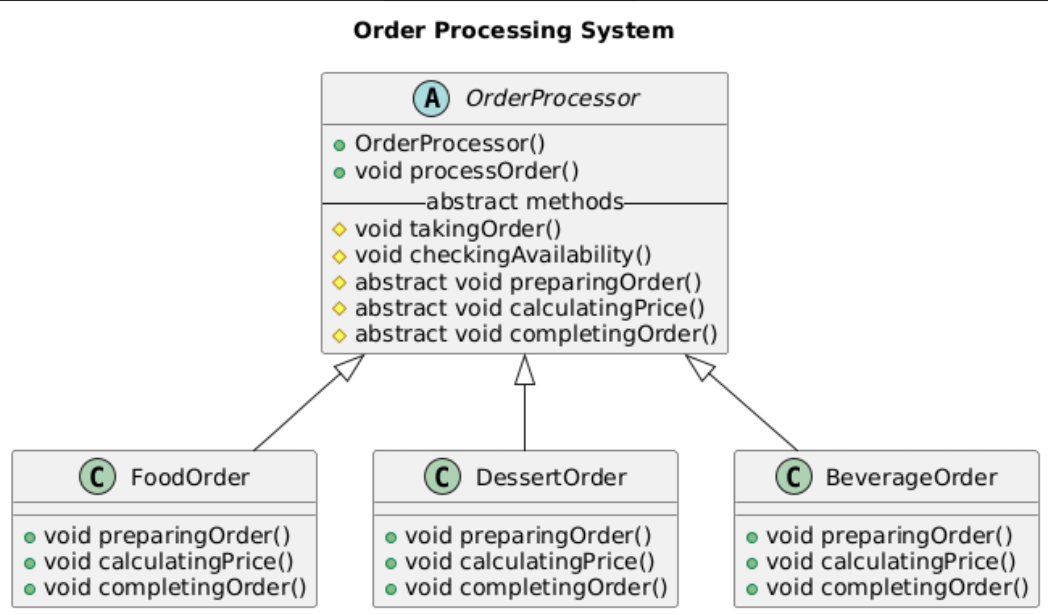 Order Processing System
A OrderProcessor
OrderProcessor()
void processOrder()
abstract methods
void takingOrder()
void checkingAvailability()
abstract void preparingOrder()
abstract void calculatingPrice()
abstract void completingOrder()
C FoodOrder
void preparingOrder()
void calculatingPrice()
void completingOrder()
C DessertOrder
void preparingOrder()
void calculatingPrice()
void completingOrder()
C BeverageOrder
void preparingOrder()
void calculatingPrice()
void completingOrder()